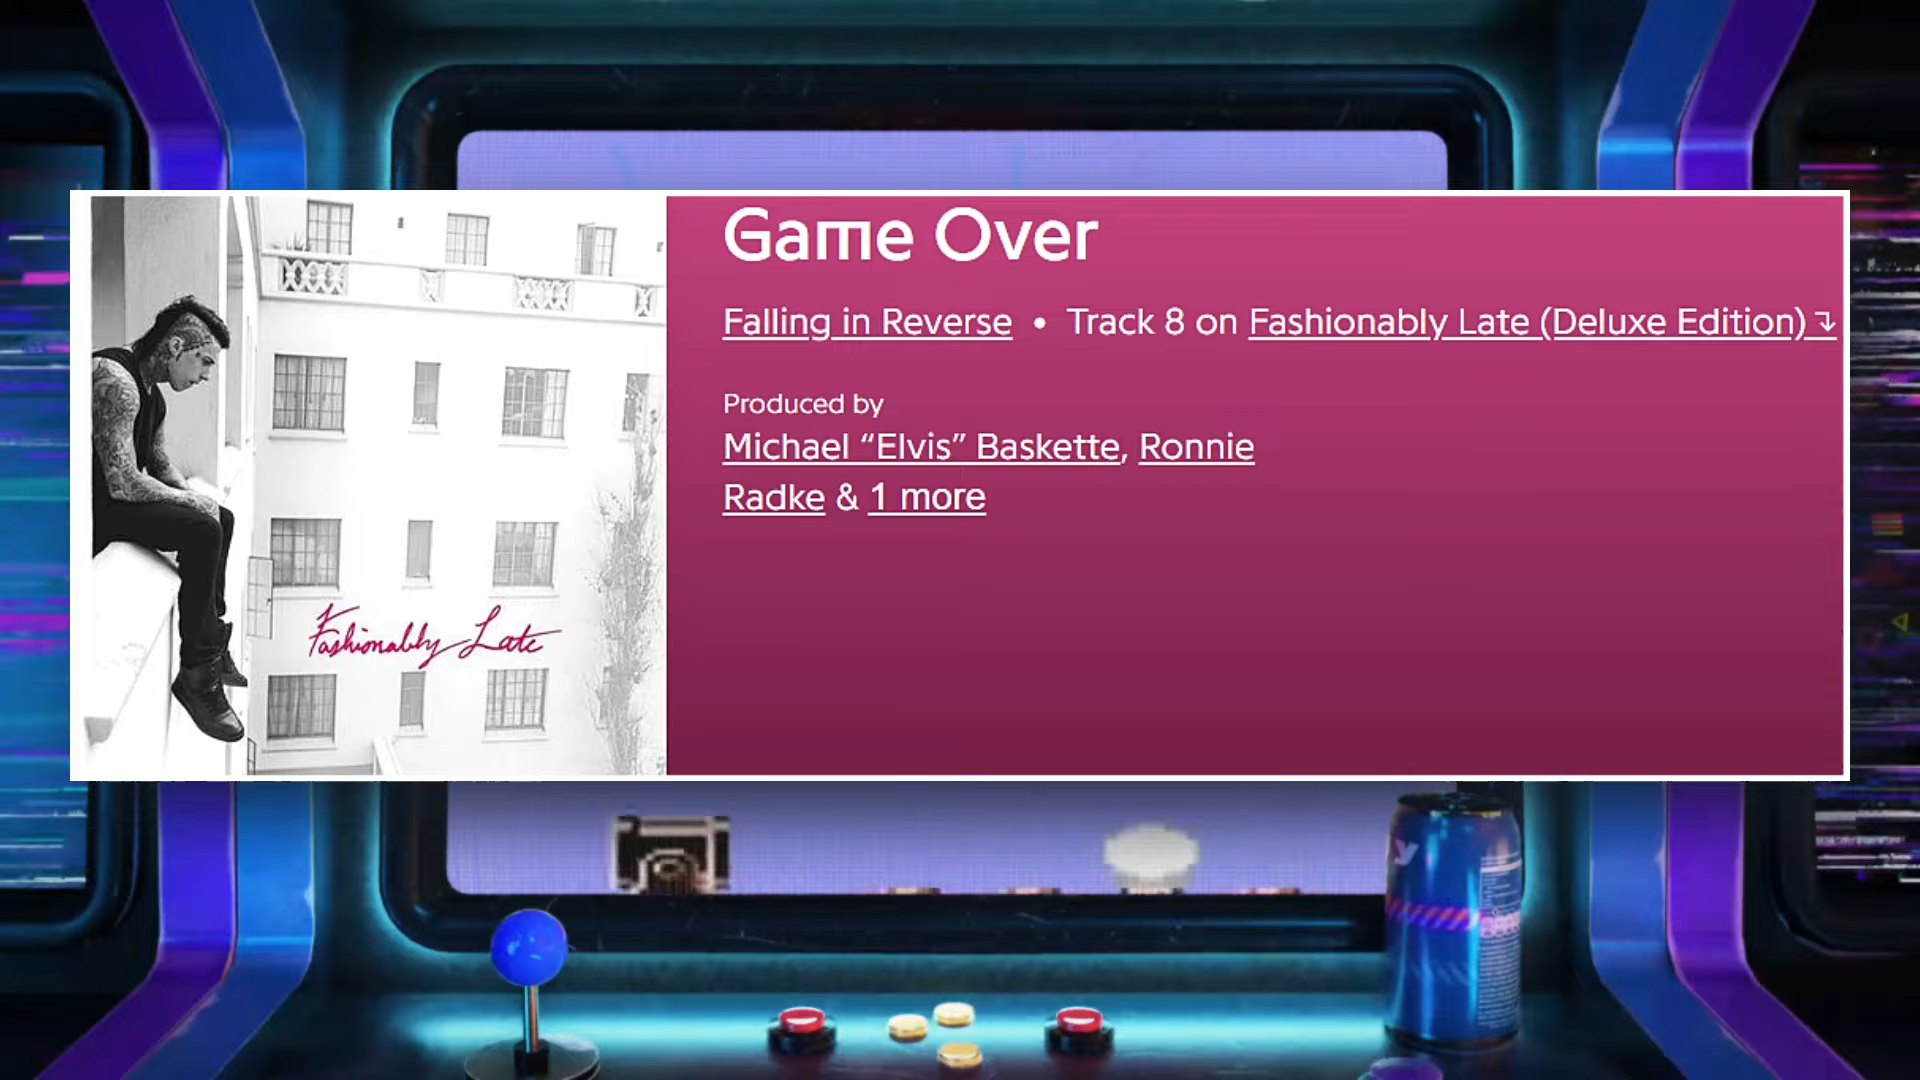 Game Over
Falling in Reverse • Track 8 on Fashionably Late (Deluxe Edition) ↴
Produced by
Michael “Elvis” Baskette, Ronnie
Radke & 1 more
Fashionably Late